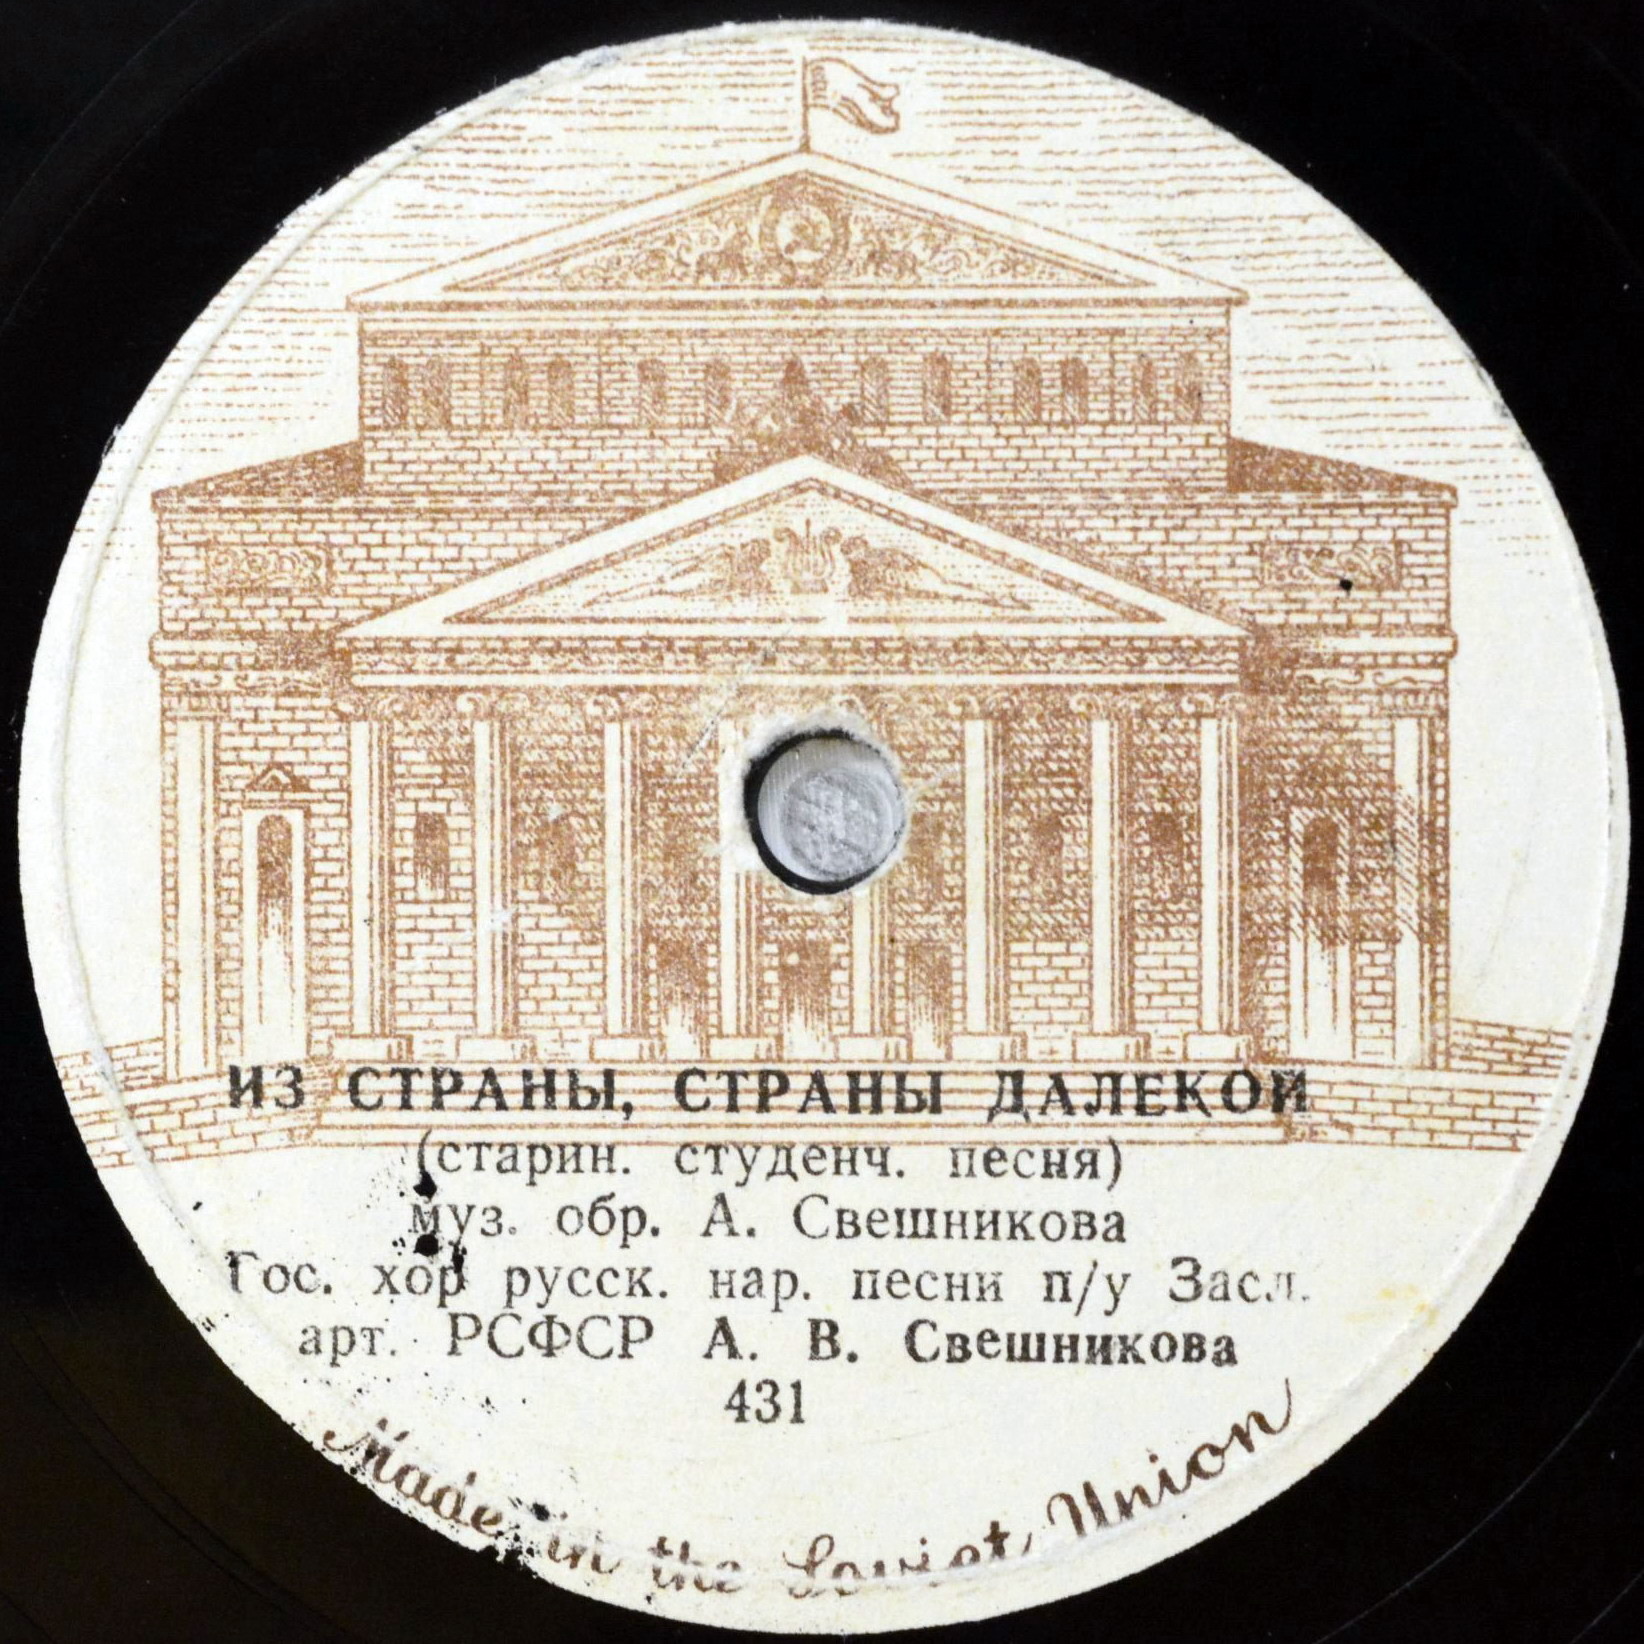 ИЗ СТРАНЫ, СТРАНЫ ДАЛЕКОЙ
(старин. студенч. песня)
муз. обр. А. Свешникова
Гос. хор русск. нар. песни п/у Засл.
арт. РСФСР А. В. Свешникова
431
Made in the Soviet Union